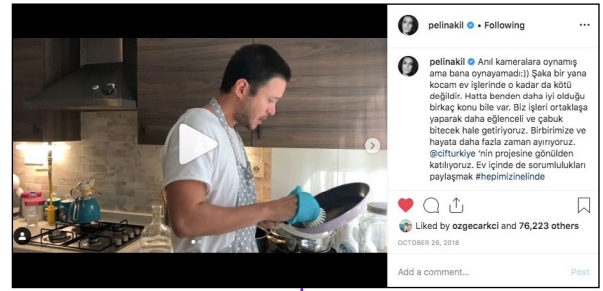 pelinakil • Following
pelinakil Anıl kameralara oynamış
ama bana oynayamadı:)) Şaka bir yana
kocam ev işlerinde o kadar da kötü
değildir. Hatta benden daha iyi olduğu
birkaç konu bile var. Biz işleri ortaklaşa
yaparak daha eğlenceli ve çabuk
bitecek hale getiriyoruz. Birbirimize ve
hayata daha fazla zaman ayırıyoruz.
@cifturkiye 'nin projesine gönülden
katılıyoruz. Ev içinde de sorumlulukları
paylaşmak #hepimizinelinde
Liked by ozgecarkci and 76,223 others
OCTOBER 26, 2018
Add a comment...
Post